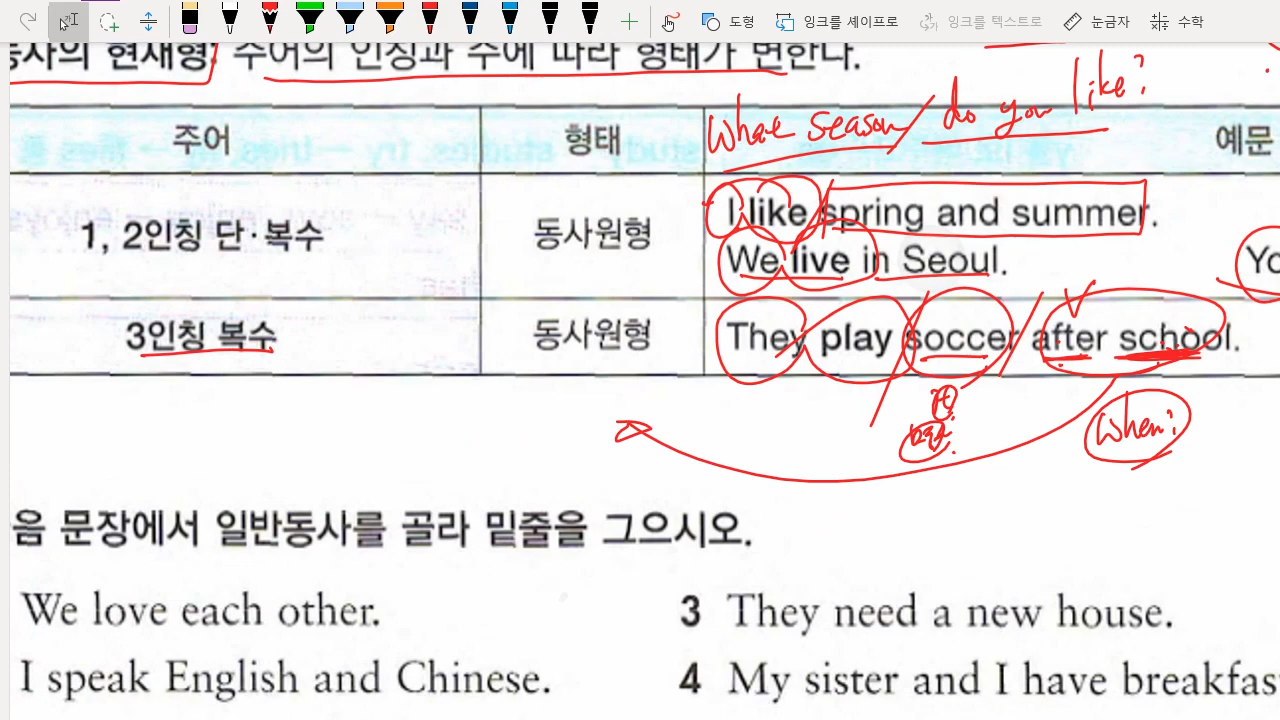 도형 잉크를 셰이프로 잉크를 텍스트로 눈금자 수학
동사의 현재형: 주어의 인칭과 수에 따라 형태가 변한다.
What season / do you like?
주어 형태 예문
1, 2인칭 단·복수 동사원형 I like spring and summer.
We live in Seoul. Yo
3인칭 복수 동사원형 They play soccer after school.
when?
음 문장에서 일반동사를 골라 밑줄을 그으시오.
We love each other. 3 They need a new house.
I speak English and Chinese. 4 My sister and I have breakfas